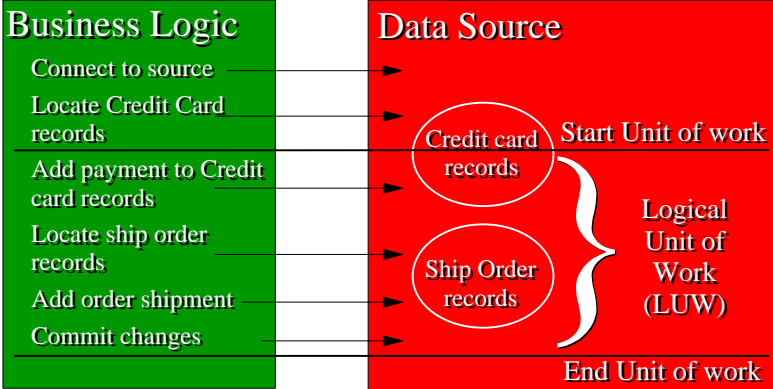 Business Logic
Connect to source
Locate Credit Card
records
Add payment to Credit
card records
Locate ship order
records
Add order shipment
Commit changes
Data Source
Credit card
records
Ship Order
records
Start Unit of work
Logical
Unit of
Work
(LUW)
End Unit of work